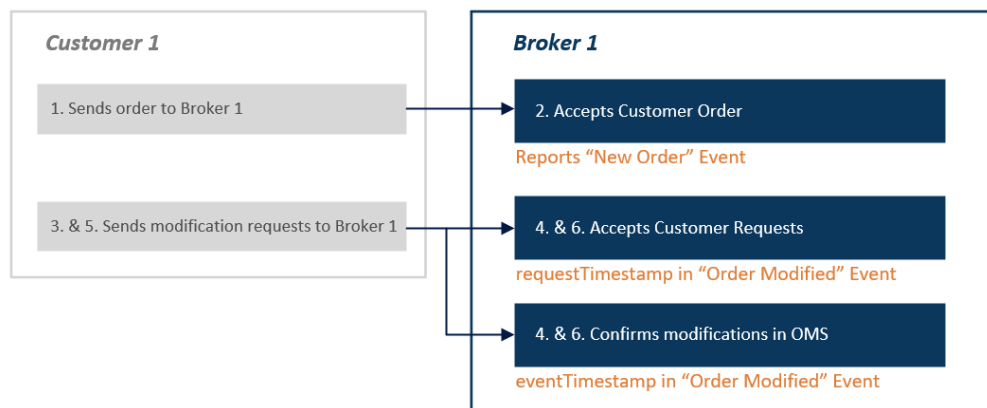 Customer 1
Broker 1
1. Sends order to Broker 1
2. Accepts Customer Order
Reports “New Order” Event
3. & 5. Sends modification requests to Broker 1
4. & 6. Accepts Customer Requests
requestTimestamp in “Order Modified” Event
4. & 6. Confirms modifications in OMS
eventTimestamp in “Order Modified” Event